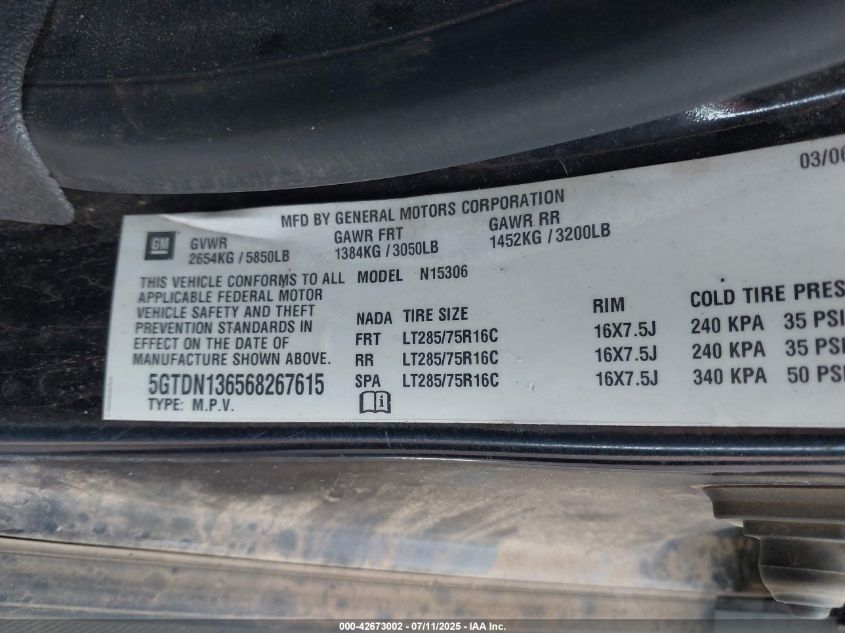 03/06
MFD BY GENERAL MOTORS CORPORATION
GM GVWR GAWR FRT GAWR RR
2654KG / 5850LB 1384KG / 3050LB 1452KG / 3200LB
THIS VEHICLE CONFORMS TO ALL MODEL N15306
APPLICABLE FEDERAL MOTOR
VEHICLE SAFETY AND THEFT
PREVENTION STANDARDS IN
EFFECT ON THE DATE OF
MANUFACTURE SHOWN ABOVE.
5GTDN136568267615
TYPE: M.P.V.
NADA TIRE SIZE RIM COLD TIRE PRES
FRT LT285/75R16C 16X7.5J 240 KPA 35 PSI
RR LT285/75R16C 16X7.5J 240 KPA 35 PSI
SPA LT285/75R16C 16X7.5J 340 KPA 50 PSI
000-42673002 - 07/11/2025 - IAA Inc.